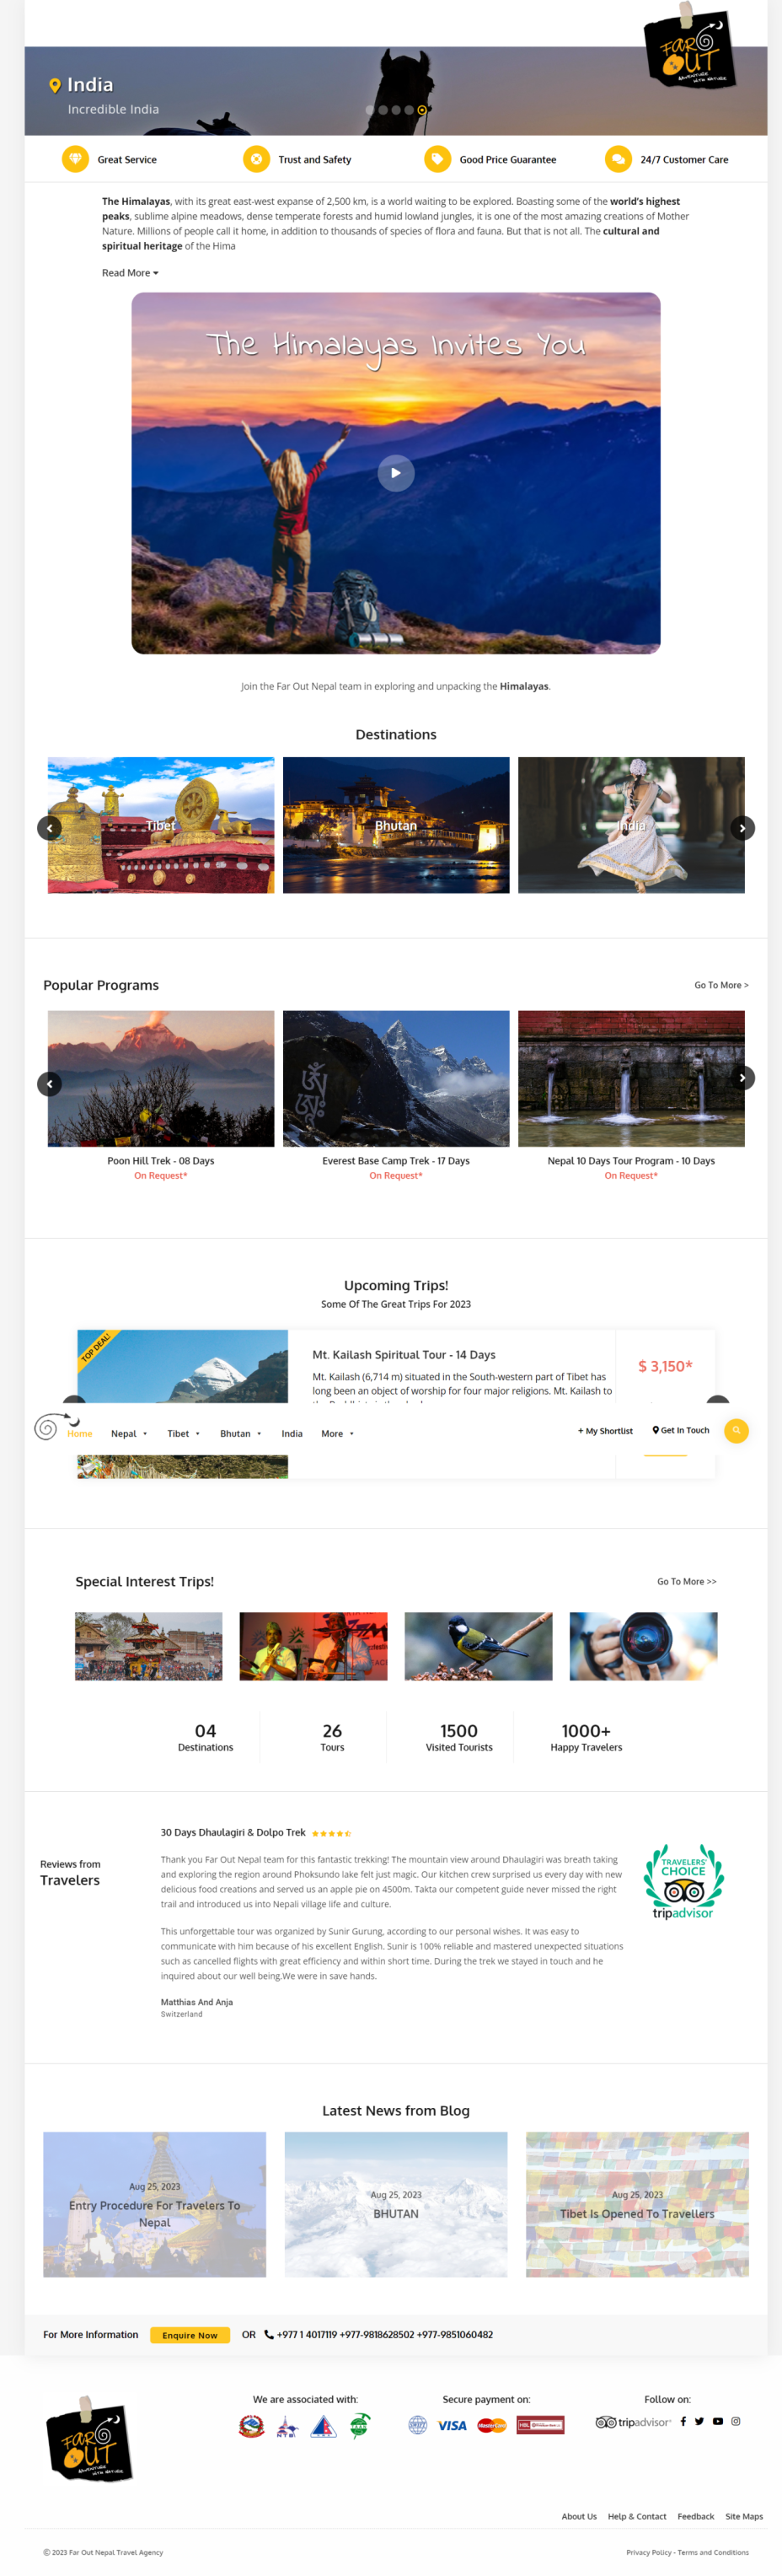 FAR
OUT
ADVENTURE
WITH NATURE
India
Incredible India
Great Service
Trust and Safety
Good Price Guarantee
24/7 Customer Care
The Himalayas, with its great east-west expanse of 2,500 km, is a world waiting to be explored. Boasting some of the world's highest
peaks, sublime alpine meadows, dense temperate forests and humid lowland jungles, it is one of the most amazing creations of Mother
Nature. Millions of people call it home, in addition to thousands of species of flora and fauna. But that is not all. The cultural and
spiritual heritage of the Hima
Read More
The Himalayas Invites You
Join the Far Out Nepal team in exploring and unpacking the Himalayas.
Destinations
Tibet
Bhutan
India
Popular Programs
Go To More >
Poon Hill Trek - 08 Days
On Request*
Everest Base Camp Trek - 17 Days
On Request*
Nepal 10 Days Tour Program - 10 Days
On Request*
Upcoming Trips!
Some Of The Great Trips For 2023
TOP DEAL!
Mt. Kailash Spiritual Tour - 14 Days
$ 3,150*
Mt. Kailash (6,714 m) situated in the South-western part of Tibet has
long been an object of worship for four major religions. Mt. Kailash to
Home
Nepal
Tibet
Bhutan
India
More
+ My Shortlist
Get In Touch
Special Interest Trips!
Go To More >>
04
Destinations
26
Tours
1500
Visited Tourists
1000+
Happy Travelers
30 Days Dhaulagiri & Dolpo Trek
Reviews from
Travelers
Thank you Far Out Nepal team for this fantastic trekking! The mountain view around Dhaulagiri was breath taking
and exploring the region around Phoksundo lake felt just magic. Our kitchen crew surprised us every day with new
delicious food creations and served us an apple pie on 4500m. Takta our competent guide never missed the right
trail and introduced us into Nepali village life and culture.
This unforgettable tour was organized by Sunir Gurung, according to our personal wishes. It was easy to
communicate with him because of his excellent English. Sunir is 100% reliable and mastered unexpected situations
such as cancelled flights with great efficiency and within short time. During the trek we stayed in touch and he
inquired about our well being.We were in save hands.
Matthias And Anja
Switzerland
TRAVELERS'
CHOICE
tripadvisor
Latest News from Blog
Aug 25, 2023
Entry Procedure For Travelers To
Nepal
Aug 25, 2023
BHUTAN
Aug 25, 2023
Tibet Is Opened To Travellers
For More Information
Enquire Now
OR
+977 1 4017119 +977-9818628502 +977-9851060482
FAR
OUT
ADVENTURE
WITH NATURE
We are associated with:
Secure payment on:
VISA
MasterCard
HBL
Follow on:
tripadvisor
About Us
Help & Contact
Feedback
Site Maps
© 2023 Far Out Nepal Travel Agency
Privacy Policy - Terms and Conditions